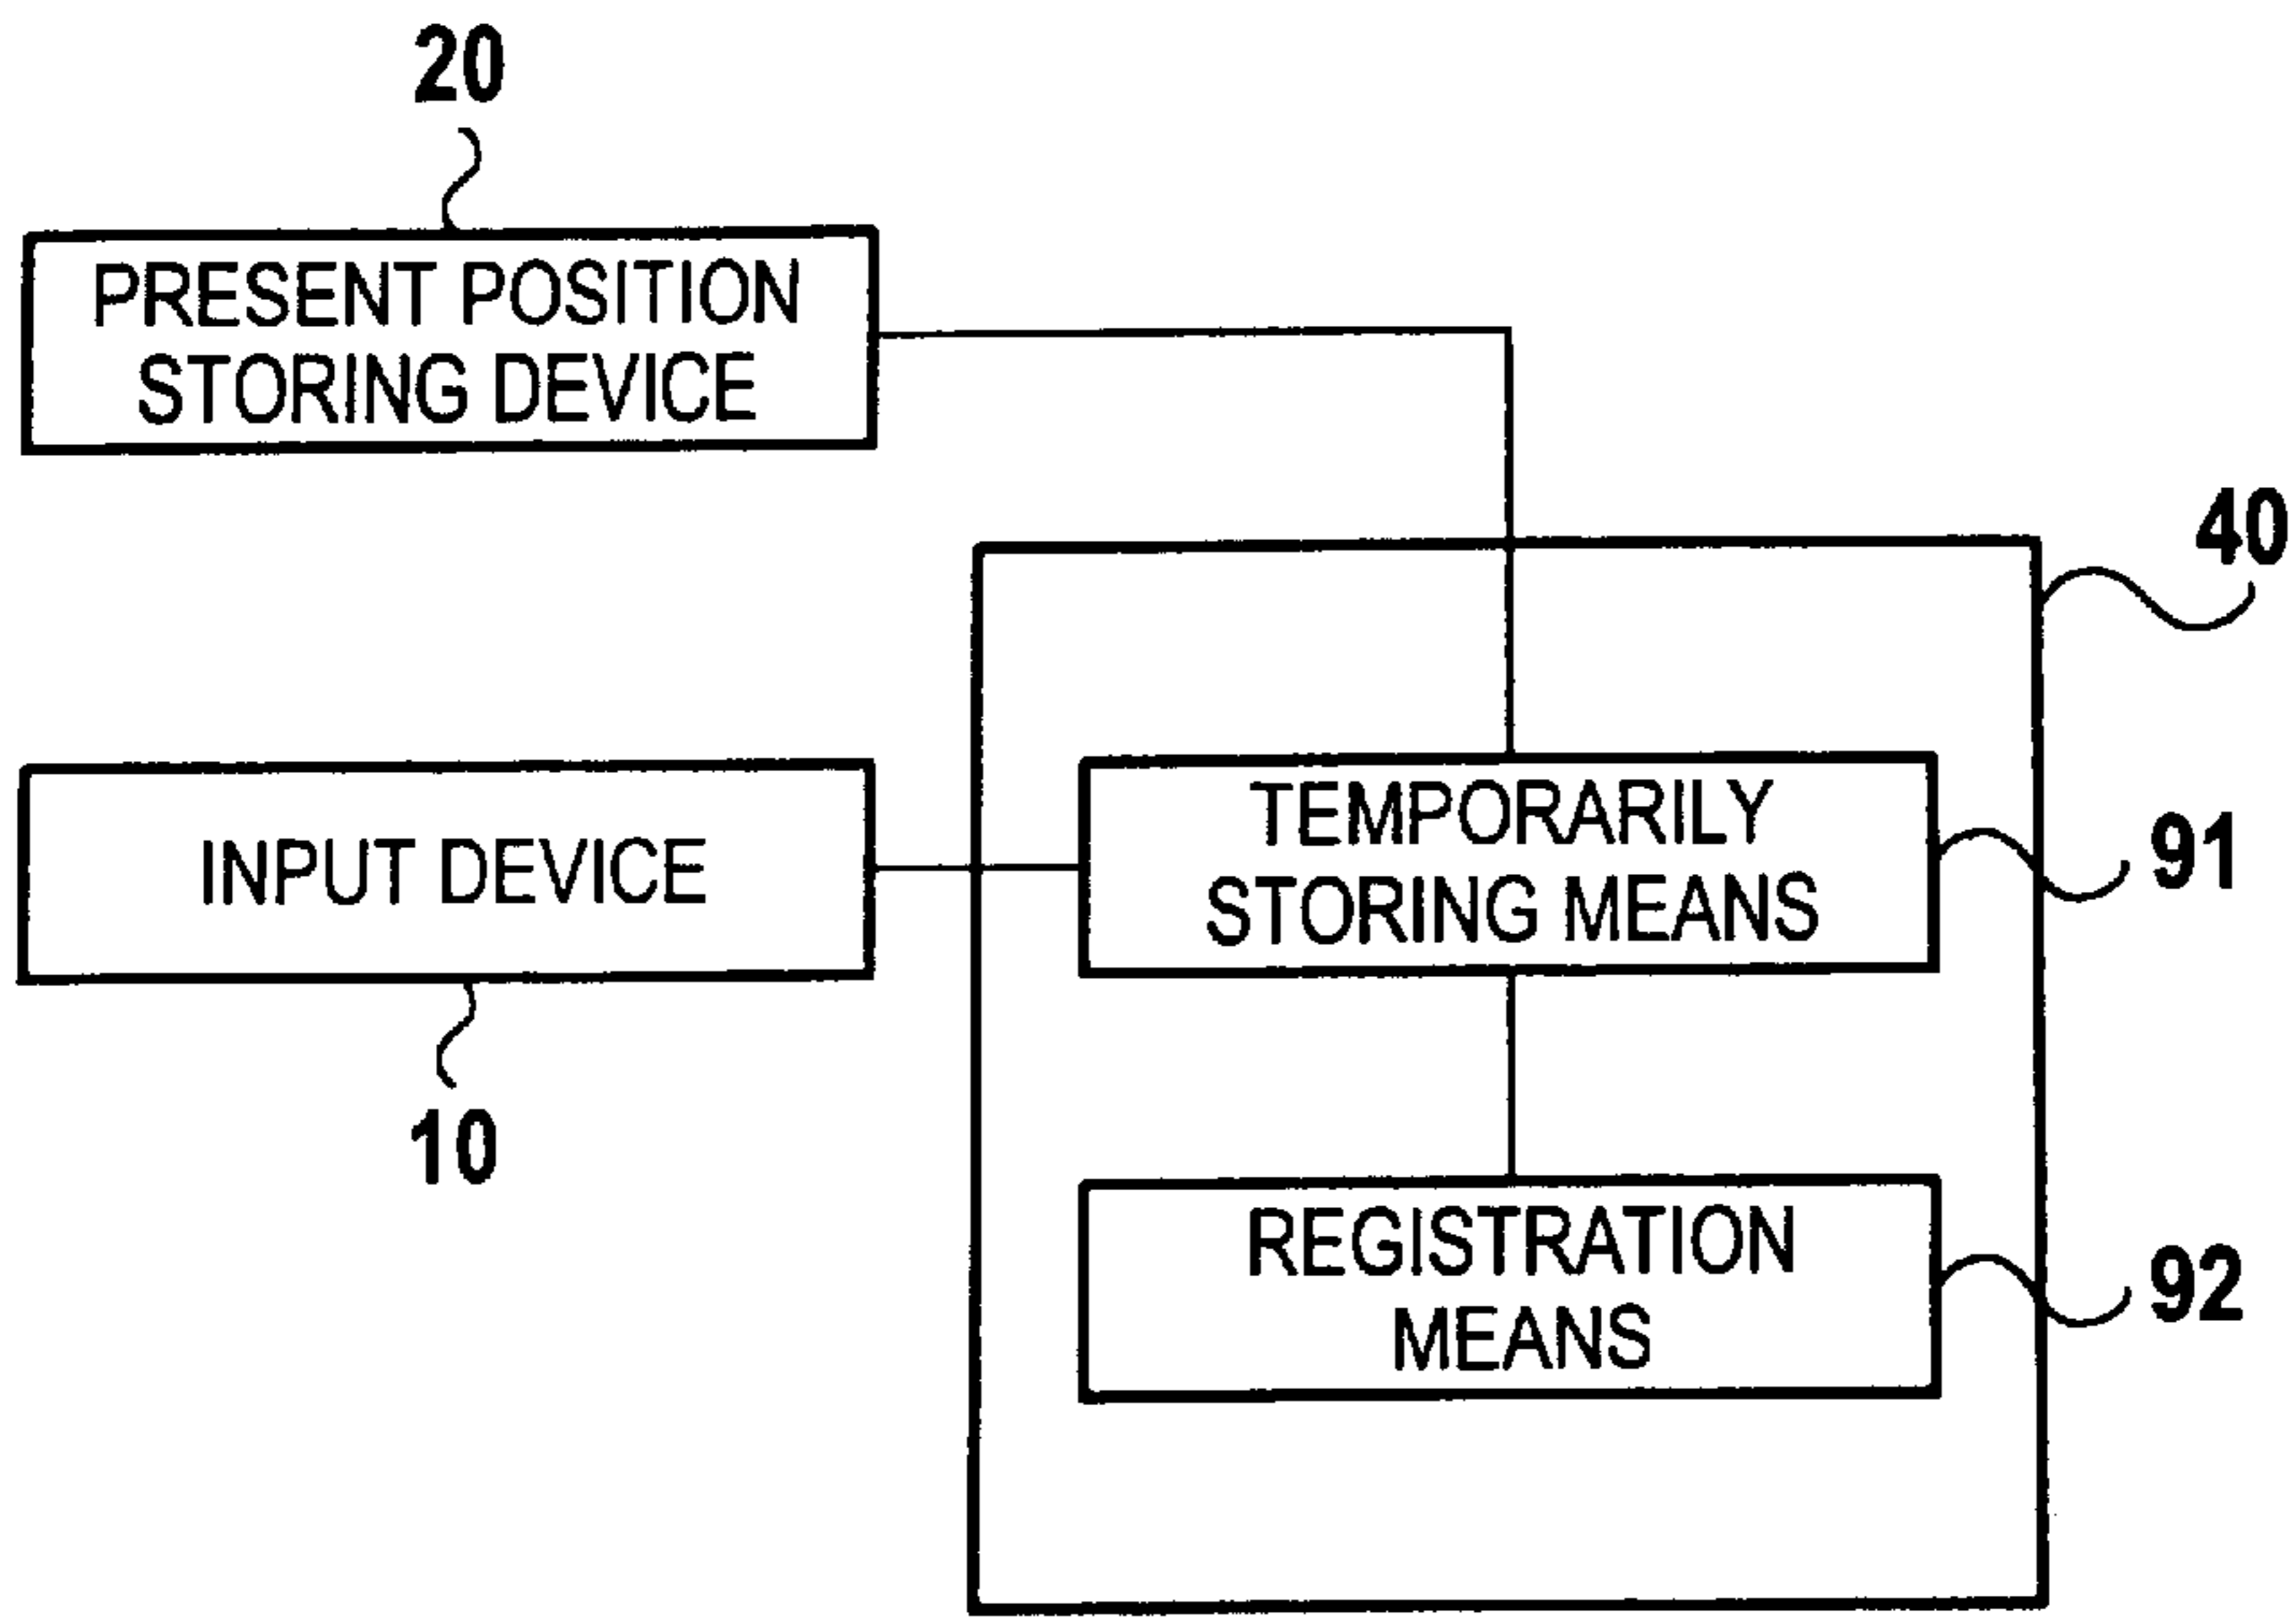 20
PRESENT POSITION
STORING DEVICE
40
INPUT DEVICE
10
TEMPORARILY
STORING MEANS
91
REGISTRATION
MEANS
92